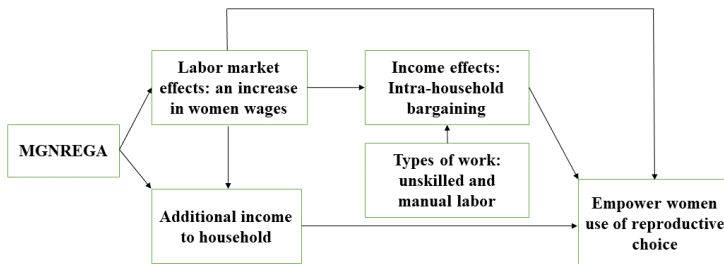 Labor market
effects: an increase
in women wages
Income effects:
Intra-household
bargaining
MGNREGA
Types of work:
unskilled and
manual labor
Additional income
to household
Empower women
use of reproductive
choice